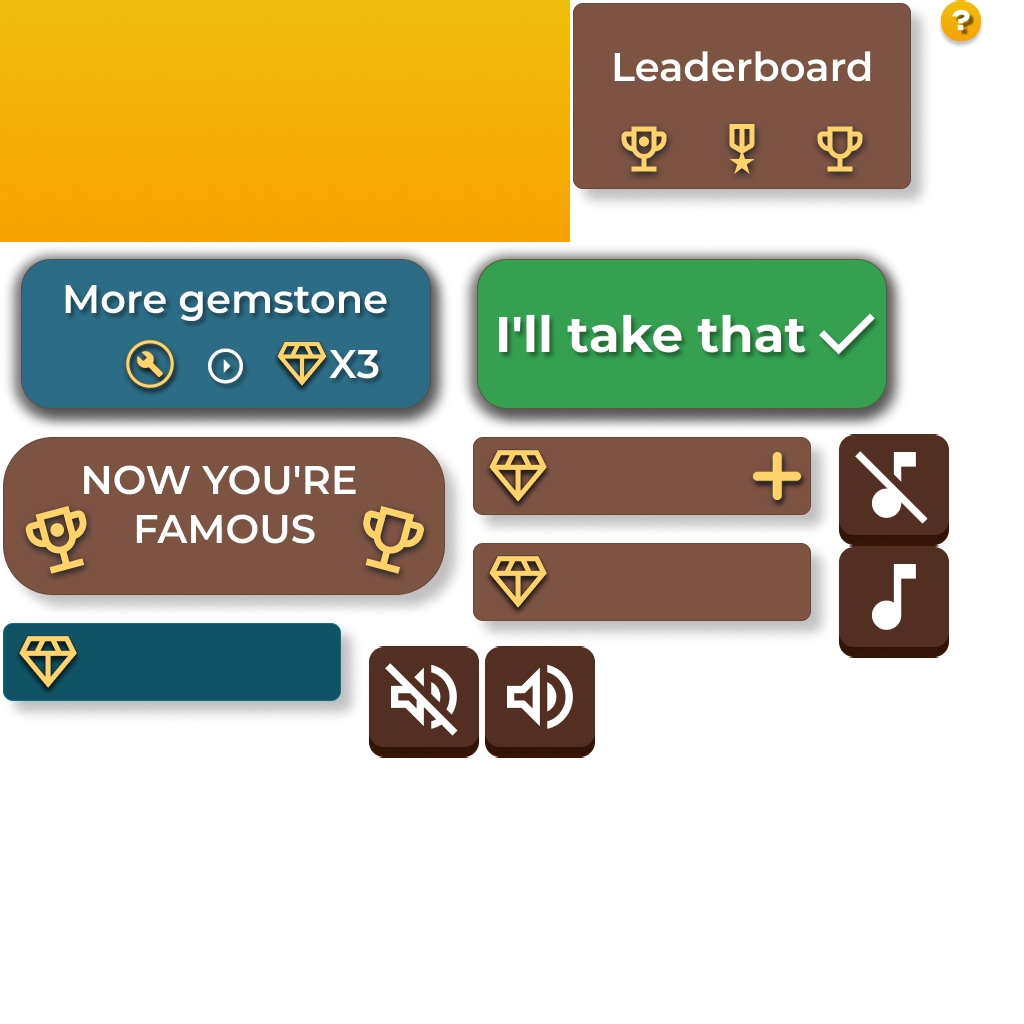 Leaderboard
?
More gemstone
X3
I'll take that
NOW YOU'RE
FAMOUS